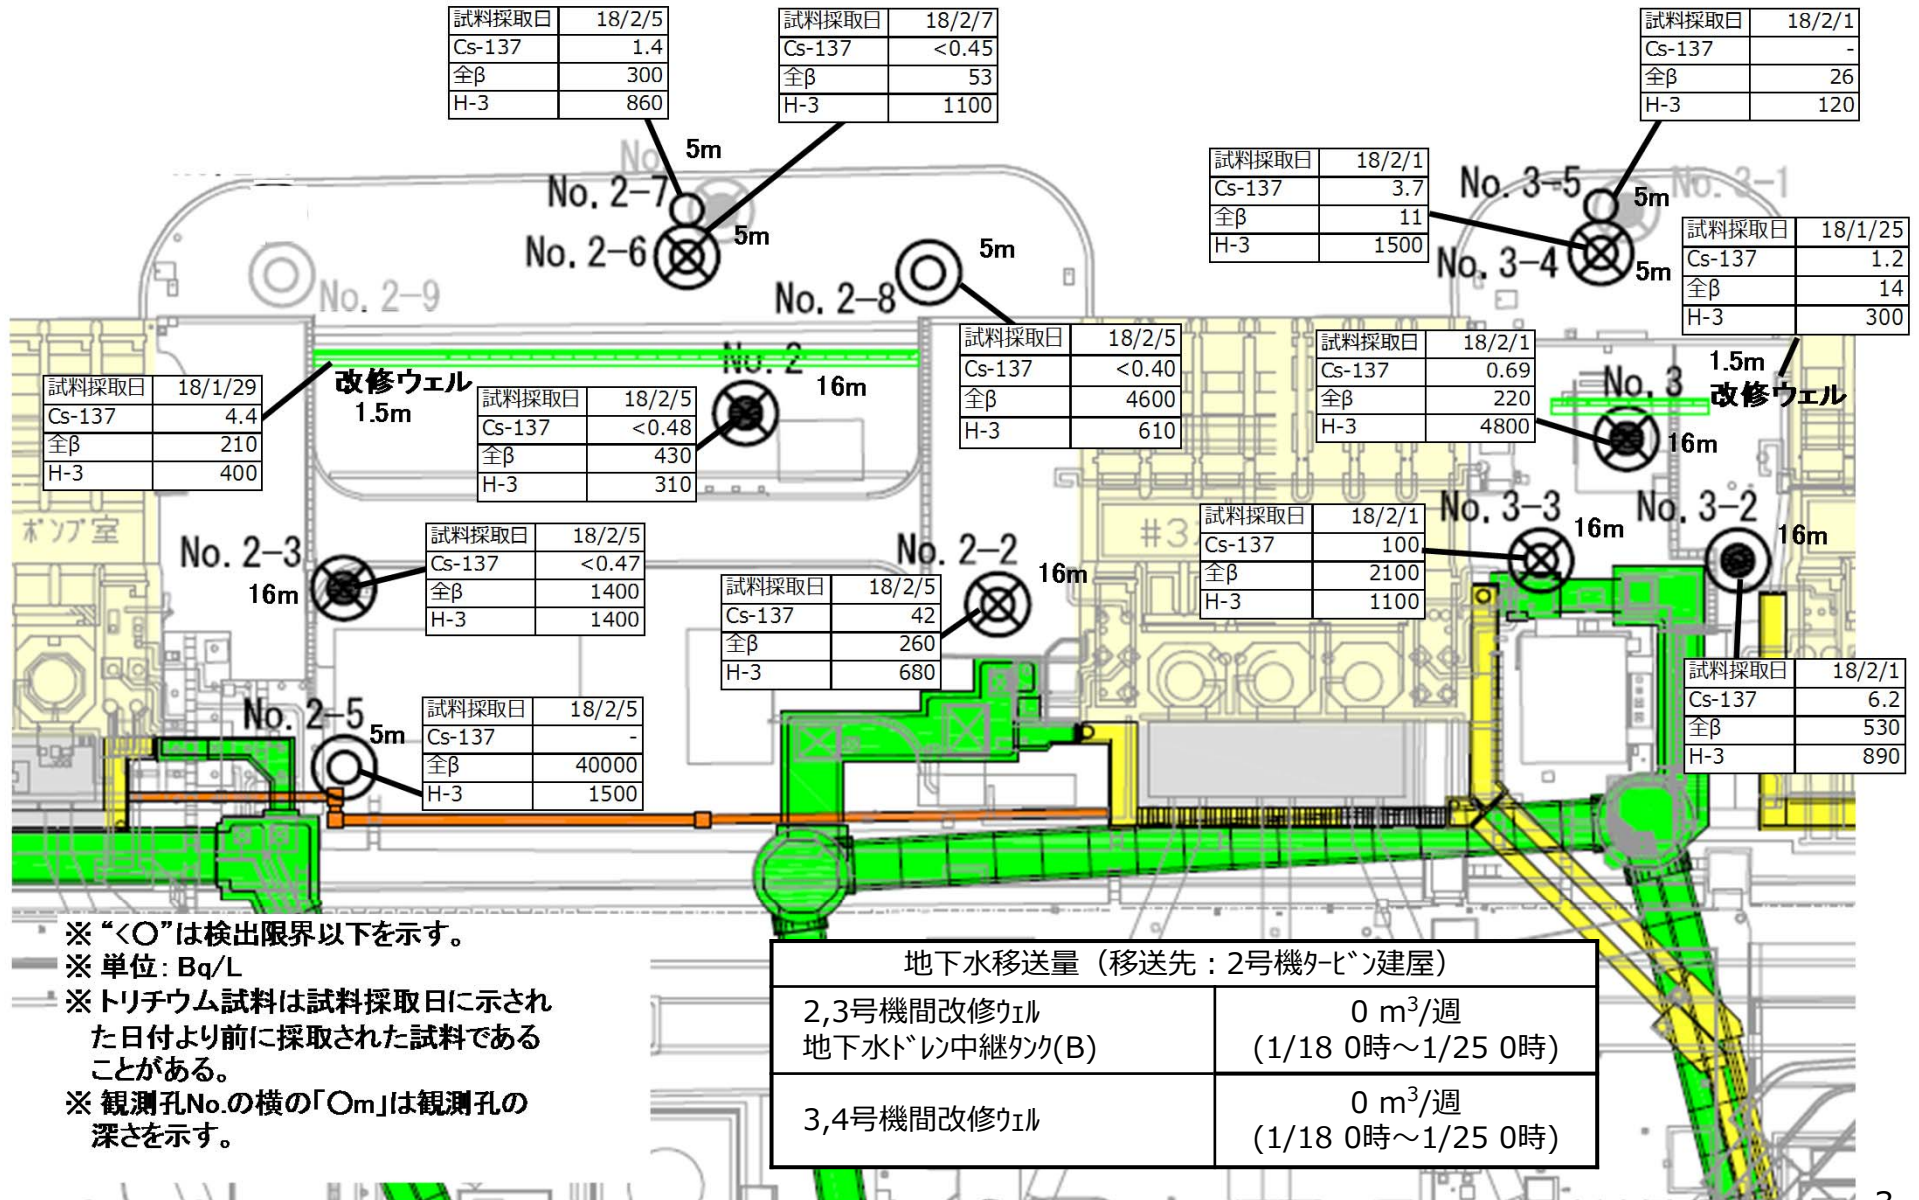 試料採取日 18/2/5
Cs-137 1.4
全β 300
H-3 860
試料採取日 18/2/7
Cs-137 <0.45
全β 53
H-3 1100
試料採取日 18/2/1
Cs-137 -
全β 26
H-3 120
No
5m
No. 2-7
No. 2-6
5m
5m
No. 2-8
No. 2-9
試料採取日 18/2/1
Cs-137 3.7
全β 11
H-3 1500
No. 3-5
5m
No. 3-1
No. 3-4
5m
試料採取日 18/1/25
Cs-137 1.2
全β 14
H-3 300
1.5m
改修ウェル
試料採取日 18/1/29
Cs-137 4.4
全β 210
H-3 400
改修ウェル
1.5m
試料採取日 18/2/5
Cs-137 <0.48
全β 430
H-3 310
No. 2
16m
試料採取日 18/2/5
Cs-137 <0.40
全β 4600
H-3 610
試料採取日 18/2/1
Cs-137 0.69
全β 220
H-3 4800
No. 3
16m
ポンプ室
No. 2-3
16m
試料採取日 18/2/5
Cs-137 <0.47
全β 1400
H-3 1400
試料採取日 18/2/5
Cs-137 42
全β 260
H-3 680
No. 2-2
16m
#3
試料採取日 18/2/1
Cs-137 100
全β 2100
H-3 1100
No. 3-3
16m
No. 3-2
16m
試料採取日 18/2/1
Cs-137 6.2
全β 530
H-3 890
No. 2-5
5m
試料採取日 18/2/5
Cs-137 -
全β 40000
H-3 1500
※ “<〇”は検出限界以下を示す。
※ 単位: Bq/L
※ トリチウム試料は試料採取日に示され
た日付より前に採取された試料である
ことがある。
※ 観測孔No.の横の「〇m」は観測孔の
深さを示す。
地下水移送量（移送先：2号機ﾀｰﾋﾞﾝ建屋）
2,3号機間改修ｳｪﾙ
地下水ﾄﾞﾚﾝ中継ﾀﾝｸ(B)
0 m³/週
(1/18 0時～1/25 0時)
3,4号機間改修ｳｪﾙ
0 m³/週
(1/18 0時～1/25 0時)